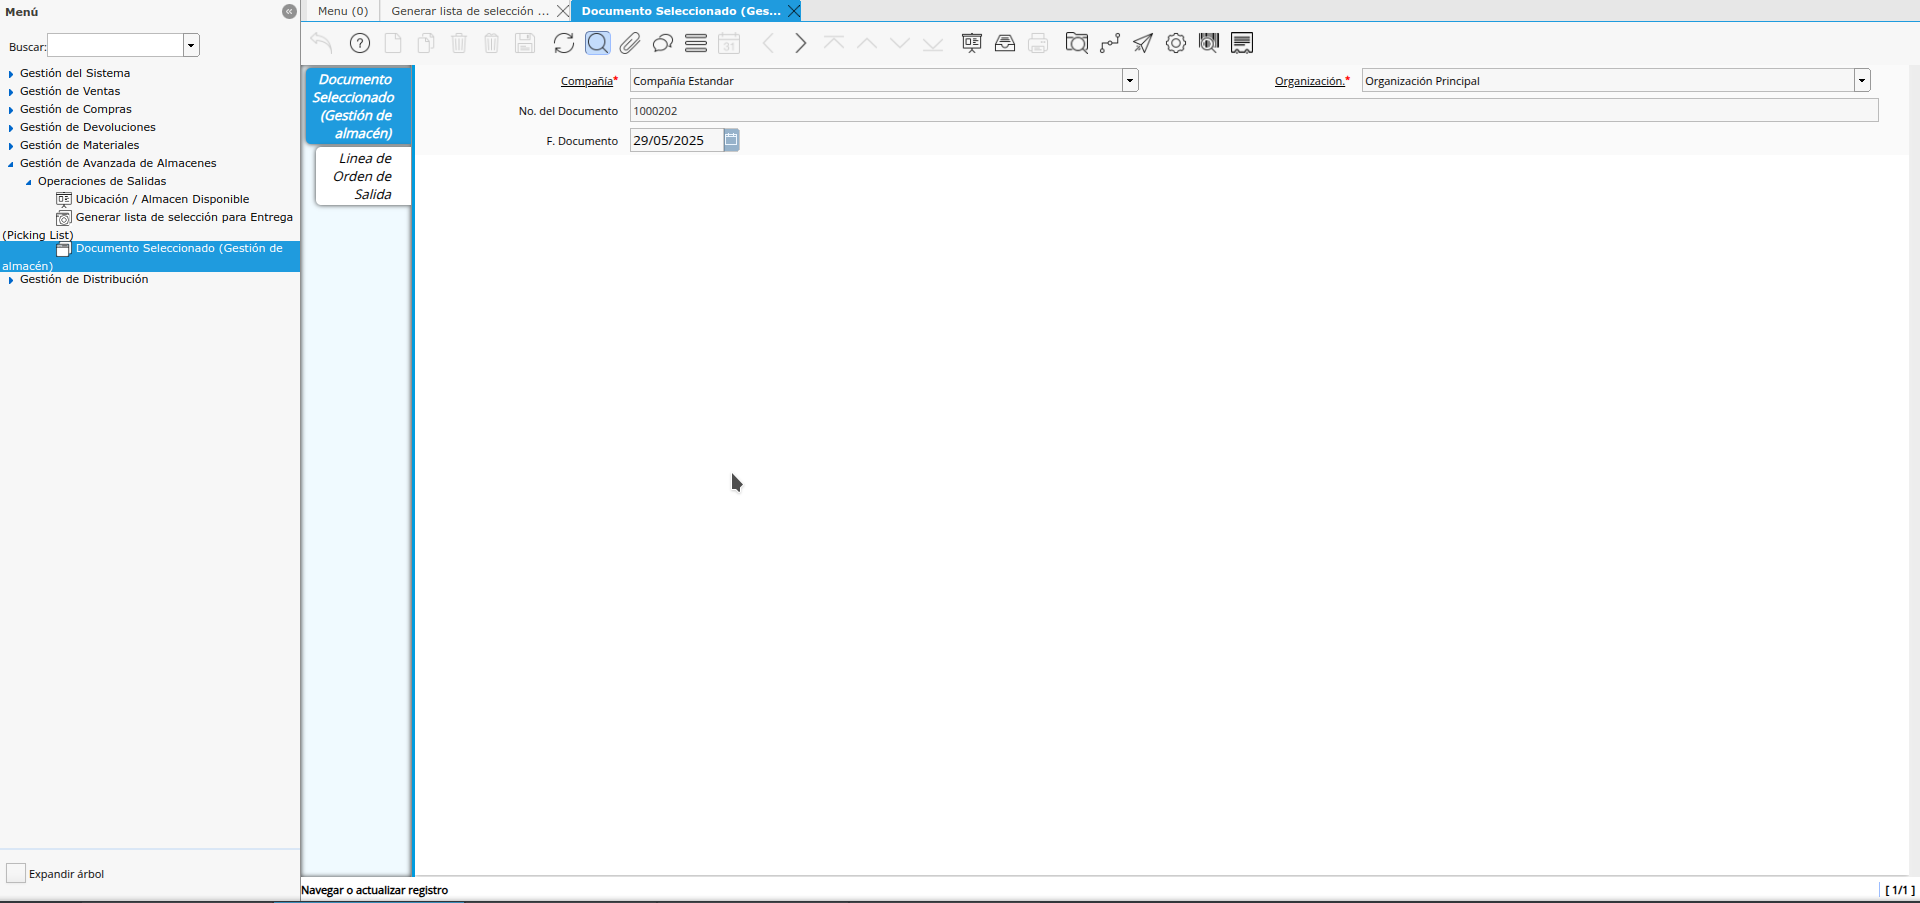 Menú
Buscar:
Gestión del Sistema
Gestión de Ventas
Gestión de Compras
Gestión de Devoluciones
Gestión de Materiales
Gestión de Avanzada de Almacenes
Operaciones de Salidas
Ubicación / Almacen Disponible
Generar lista de selección para Entrega
(Picking List)
Documento Seleccionado (Gestión de
almacén)
Gestión de Distribución
Expandir árbol
Menu (0)
Generar lista de selección ...
Documento Seleccionado (Ges...
31
Documento
Seleccionado
(Gestión de
almacén)
Linea de
Orden de
Salida
Compañía* Compañía Estandar
Organización.* Organización Principal
No. del Documento 1000202
F. Documento 29/05/2025
Navegar o actualizar registro
[ 1/1 ]